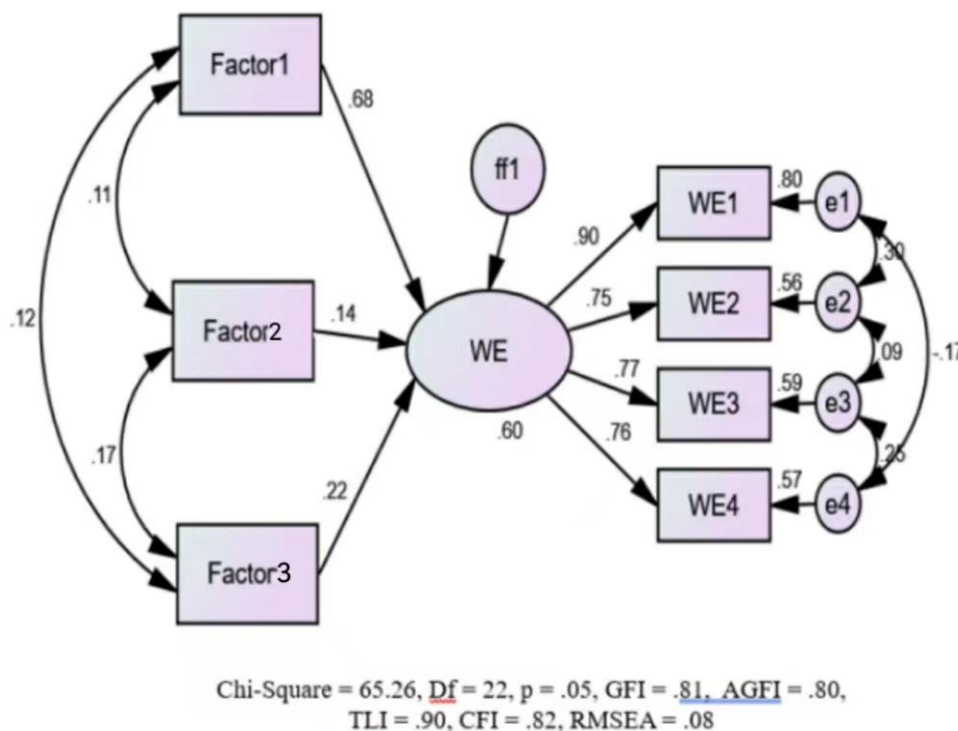 Factor1
.68
ff1
.11
WE1
.80
e1
.90
.30
.12
Factor2
.14
WE
.75
WE2
.56
e2
.09
-.17
.77
WE3
.59
e3
.60
.76
.25
.17
.22
WE4
.57
e4
Factor3
Chi-Square = 65.26, Df = 22, p = .05, GFI = .81, AGFI = .80,
TLI = .90, CFI = .82, RMSEA = .08